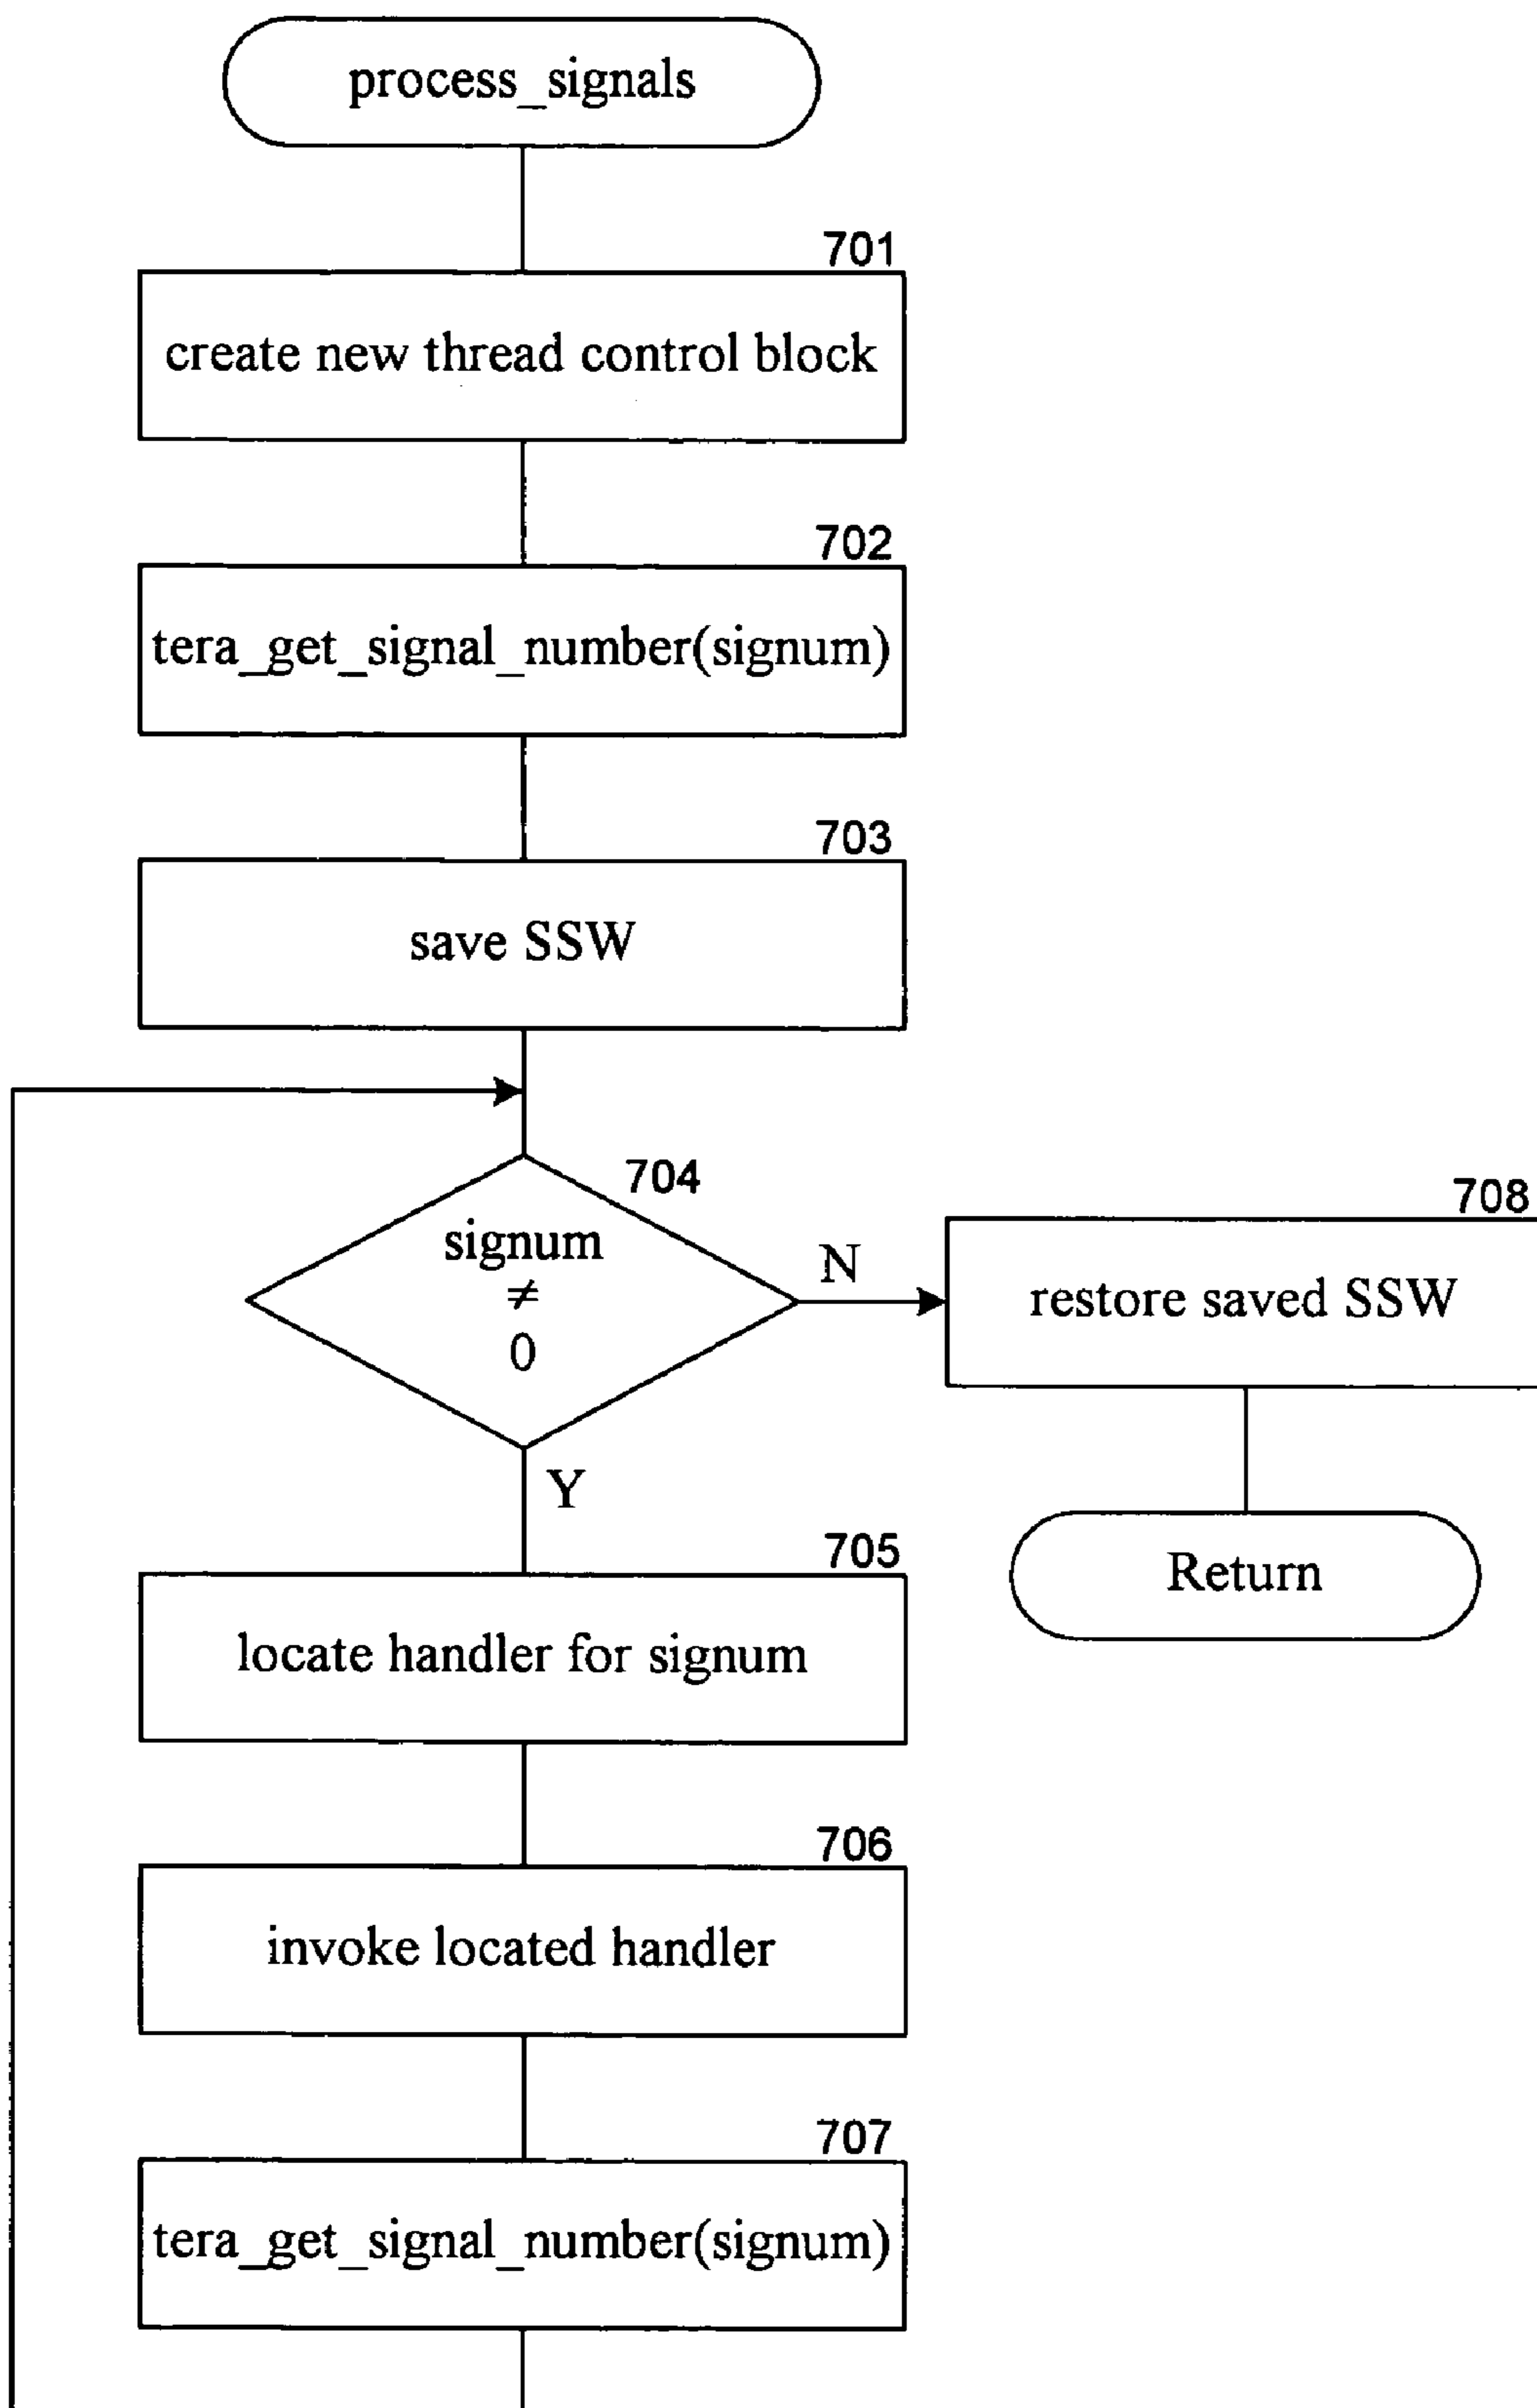 process_signals
701
create new thread control block
702
tera_get_signal_number(signum)
703
save SSW
704
signum
≠
0
N
708
restore saved SSW
Y
Return
705
locate handler for signum
706
invoke located handler
707
tera_get_signal_number(signum)